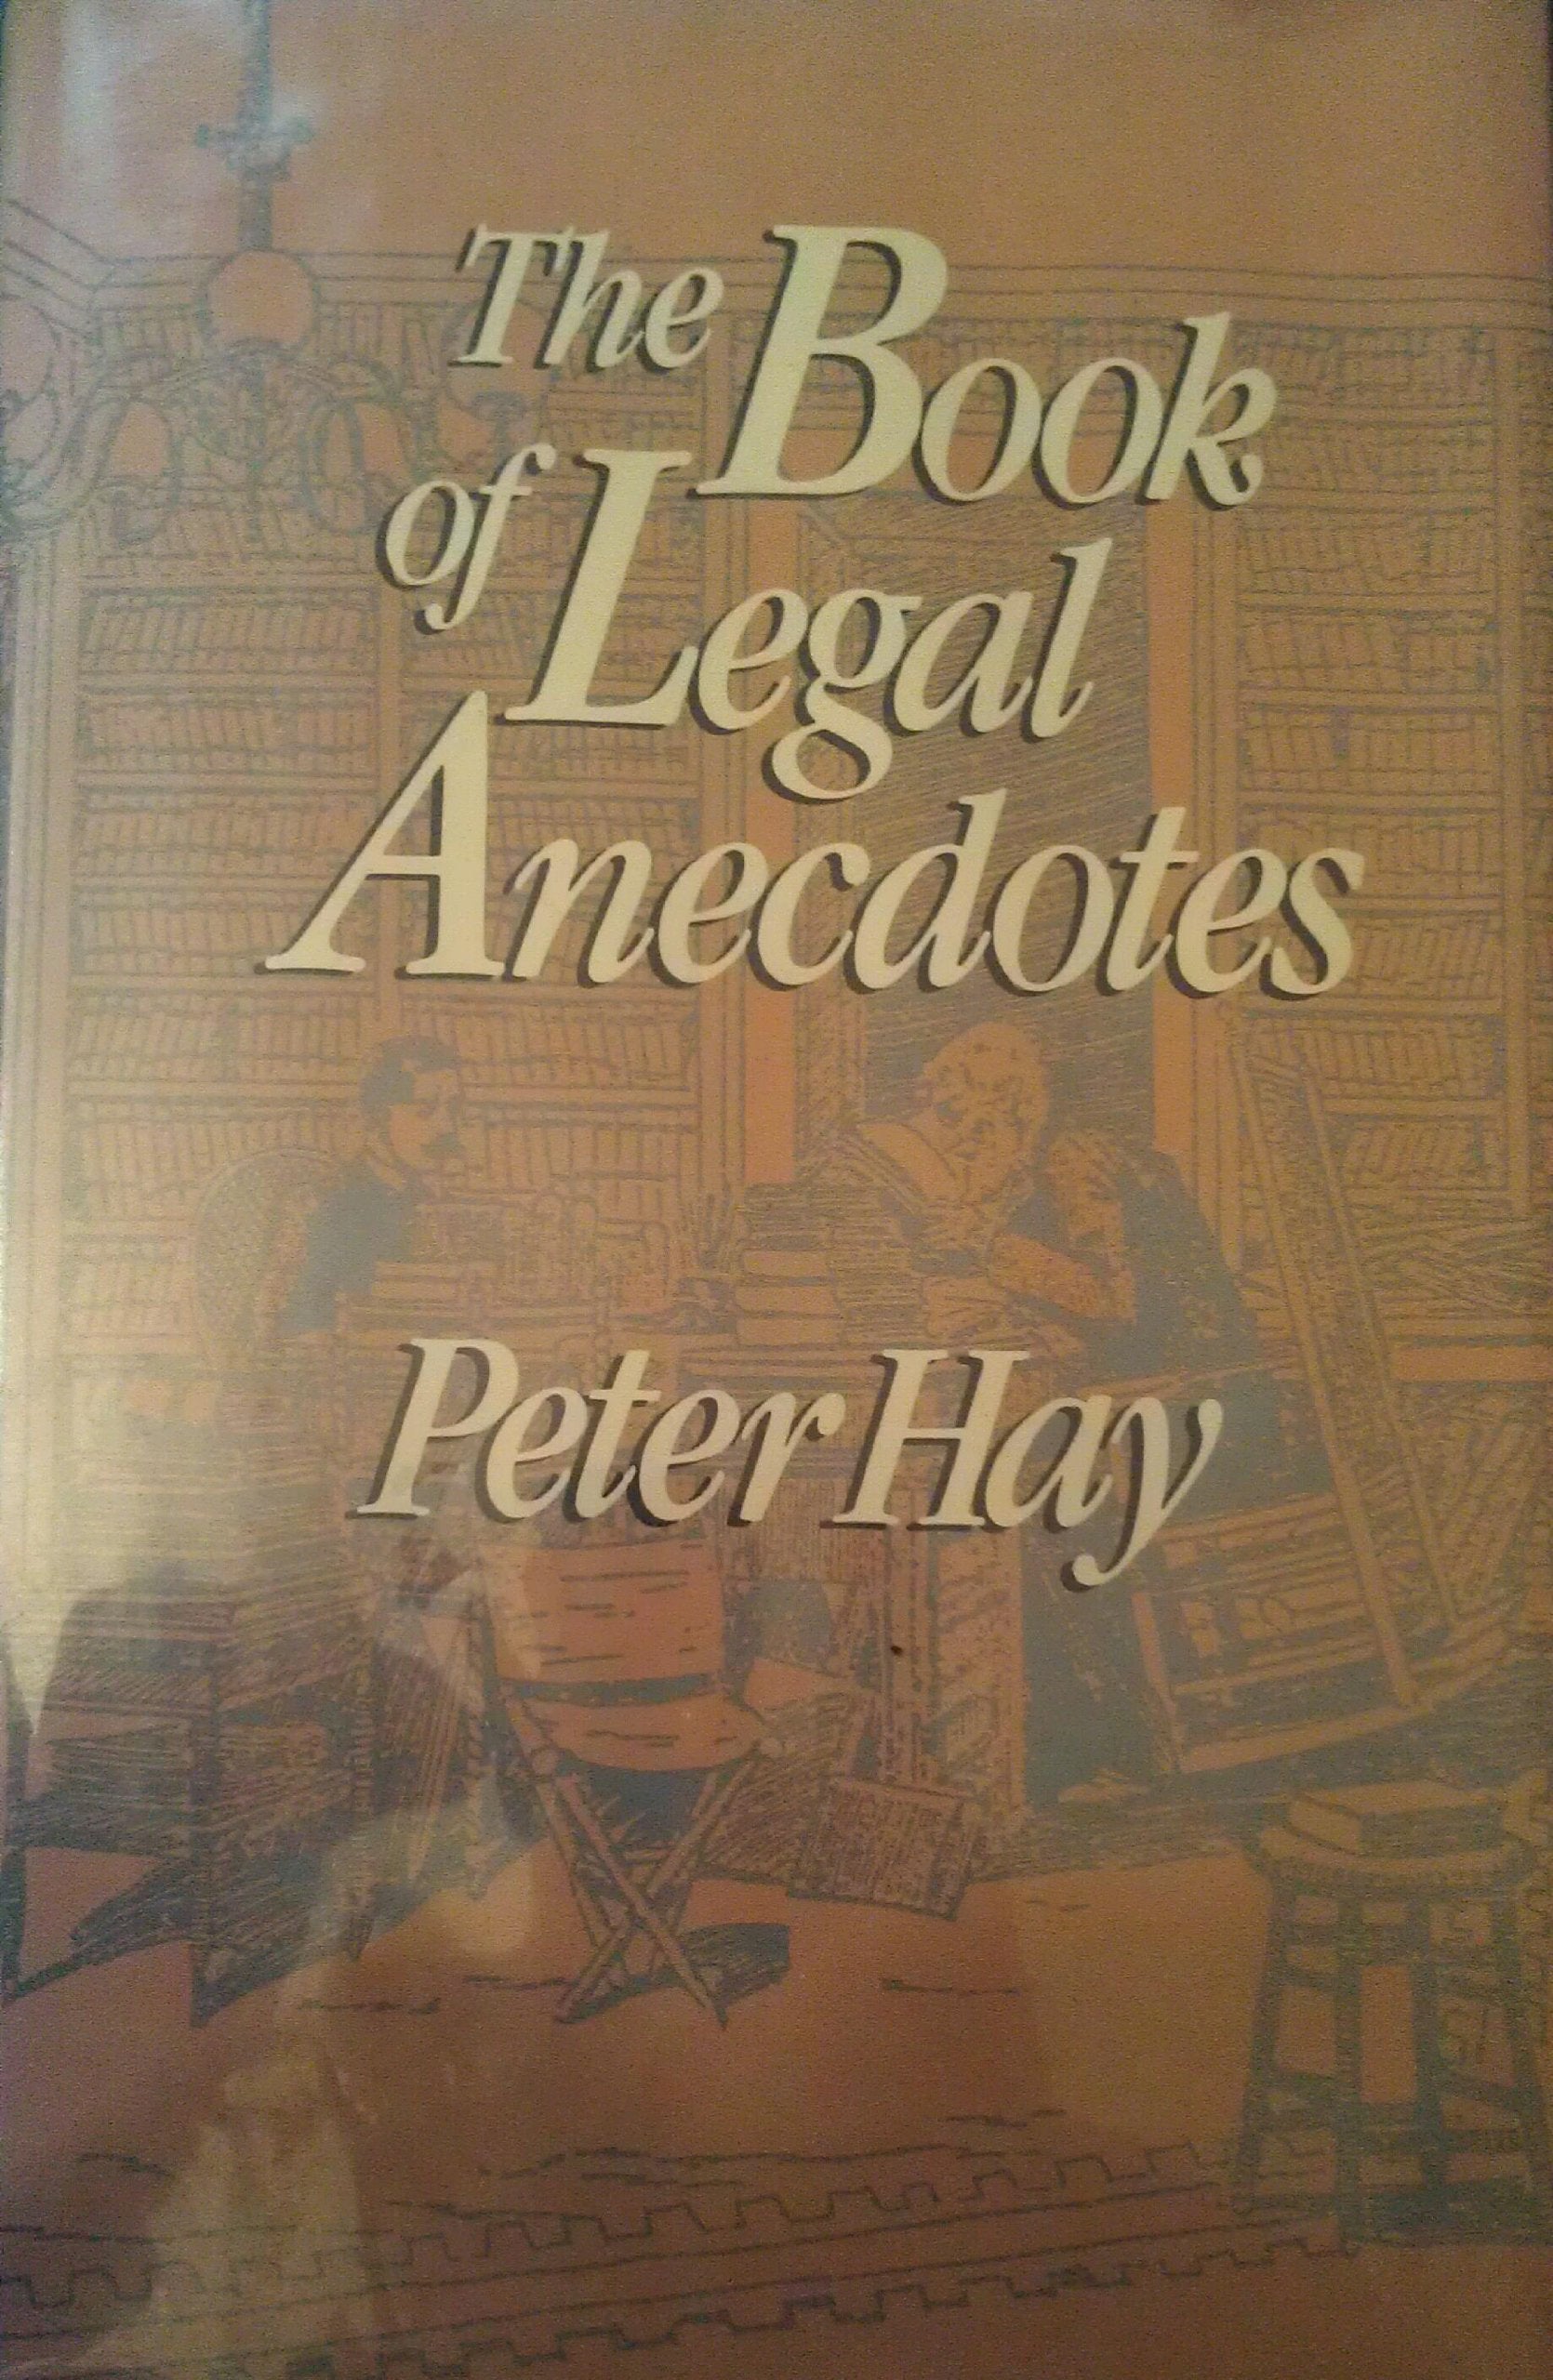 The Book
of Legal
Anecdotes
Peter Hay